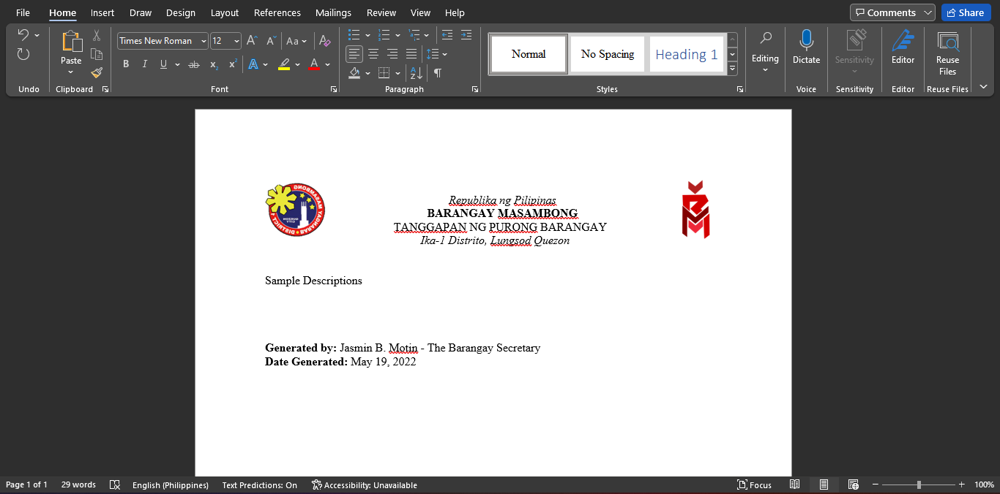 File Home Insert Draw Design Layout References Mailings Review View Help Comments Share
Times New Roman 12 Aa
Paste Normal No Spacing Heading 1 Editing Dictate Sensitivity Editor Reuse Files
B I U ab x2 x2 A A
Undo Clipboard Font Paragraph Styles Voice Sensitivity Editor Reuse Files
Republika ng Pilipinas
BARANGAY MASAMBONG
TANGGAPAN NG PURONG BARANGAY
Ika-1 Distrito, Lungsod Quezon
Sample Descriptions
Generated by: Jasmin B. Motin - The Barangay Secretary
Date Generated: May 19, 2022
Page 1 of 1 29 words English (Philippines) Text Predictions: On Accessibility: Unavailable Focus 100%